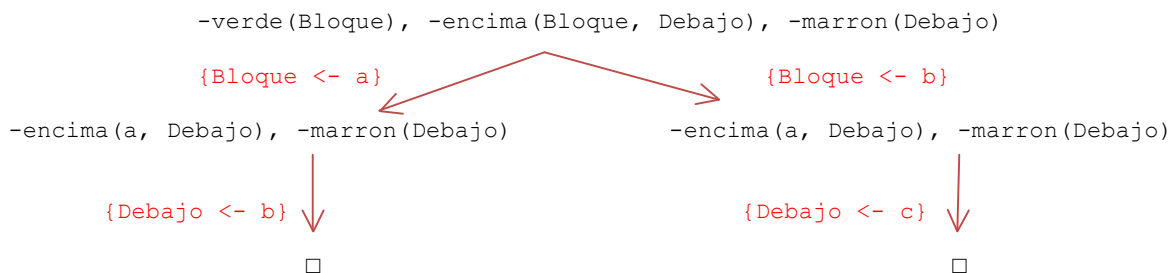 -verde(Bloque), -encima(Bloque, Debajo), -marron(Debajo)
{Bloque <- a} {Bloque <- b}
-encima(a, Debajo), -marron(Debajo) -encima(a, Debajo), -marron(Debajo)
{Debajo <- b} {Debajo <- c}
□ □